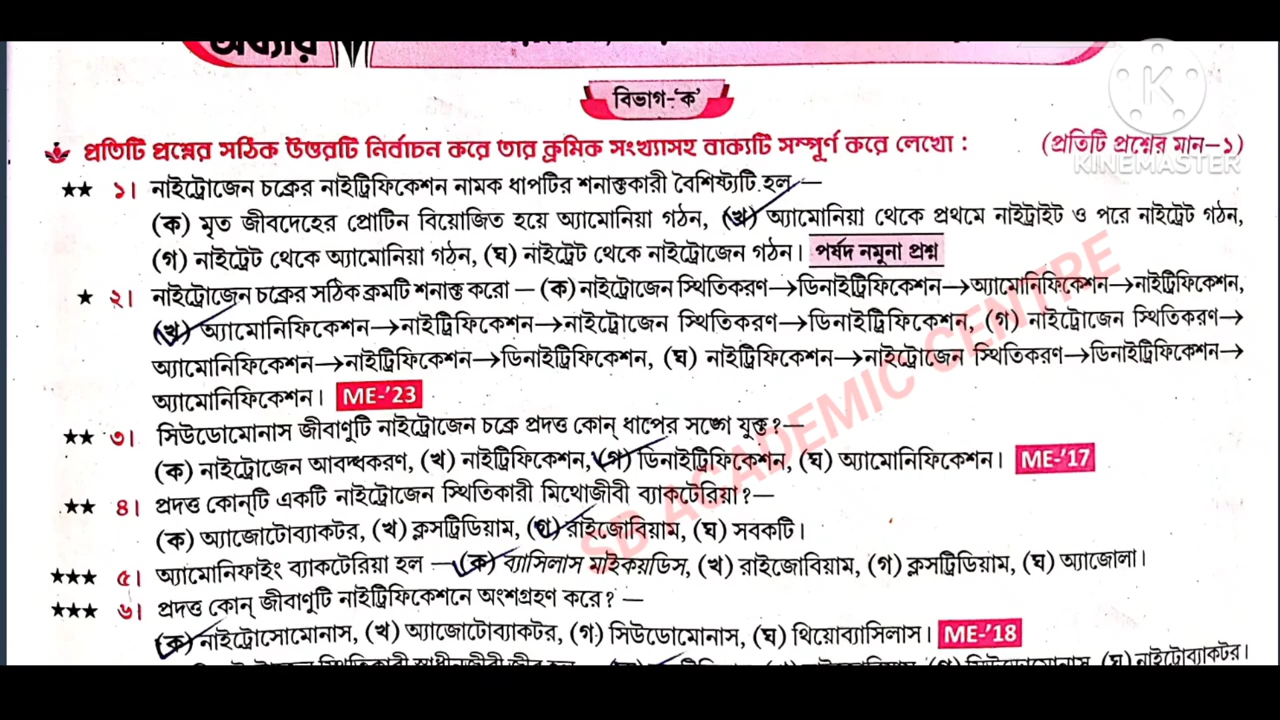 অধ্যায়
বিভাগ-'ক'
প্রতিটি প্রশ্নের সঠিক উত্তরটি নির্বাচন করে তার ক্রমিক সংখ্যাসহ বাক্যটি সম্পূর্ণ করে লেখো : (প্রতিটি প্রশ্নের মান-১)
KINEMASTER
★★ ১। নাইট্রোজেন চক্রের নাইট্রিফিকেশন নামক ধাপটির শনাক্তকারী বৈশিষ্ট্যটি হল —
(ক) মৃত জীবদেহের প্রোটিন বিয়োজিত হয়ে অ্যামোনিয়া গঠন, (খ) অ্যামোনিয়া থেকে প্রথমে নাইট্রাইট ও পরে নাইট্রেট গঠন,
(গ) নাইট্রেট থেকে অ্যামোনিয়া গঠন, (ঘ) নাইট্রেট থেকে নাইট্রোজেন গঠন। পর্ষদ নমুনা প্রশ্ন
★ ২। নাইট্রোজেন চক্রের সঠিক ক্রমটি শনাক্ত করো — (ক) নাইট্রোজেন স্থিতিকরণ→ডিনাইট্রিফিকেশন→অ্যামোনিফিকেশন→নাইট্রিফিকেশন,
(খ) অ্যামোনিফিকেশন→নাইট্রিফিকেশন→নাইট্রোজেন স্থিতিকরণ→ডিনাইট্রিফিকেশন, (গ) নাইট্রোজেন স্থিতিকরণ→
অ্যামোনিফিকেশন→নাইট্রিফিকেশন→ডিনাইট্রিফিকেশন, (ঘ) নাইট্রিফিকেশন→নাইট্রোজেন স্থিতিকরণ→ডিনাইট্রিফিকেশন→
অ্যামোনিফিকেশন। ME-'23
★★ ৩। সিউডোমোনাস জীবাণুটি নাইট্রোজেন চক্রে প্রদত্ত কোন্ ধাপের সঙ্গে যুক্ত?—
(ক) নাইট্রোজেন আবদ্ধকরণ, (খ) নাইট্রিফিকেশন, (গ) ডিনাইট্রিফিকেশন, (ঘ) অ্যামোনিফিকেশন। ME-'17
★★ ৪। প্রদত্ত কোন্‌টি একটি নাইট্রোজেন স্থিতিকারী মিথোজীবী ব্যাকটেরিয়া?—
(ক) অ্যাজোটোব্যাকটর, (খ) ক্লসট্রিডিয়াম, (গ) রাইজোবিয়াম, (ঘ) সবকটি।
★★★ ৫। অ্যামোনিফাইং ব্যাকটেরিয়া হল — (ক) ব্যাসিলাস মাইকয়ডিস, (খ) রাইজোবিয়াম, (গ) ক্লসট্রিডিয়াম, (ঘ) অ্যাজোলা।
★★★ ৬। প্রদত্ত কোন্ জীবাণুটি নাইট্রিফিকেশনে অংশগ্রহণ করে? —
(ক) নাইট্রোসোমোনাস, (খ) অ্যাজোটোব্যাকটর, (গ) সিউডোমোনাস, (ঘ) থিয়োব্যাসিলাস। ME-'18
(ঘ) নাইট্রোব্যাকটর।
SB ACADEMIC CENTRE